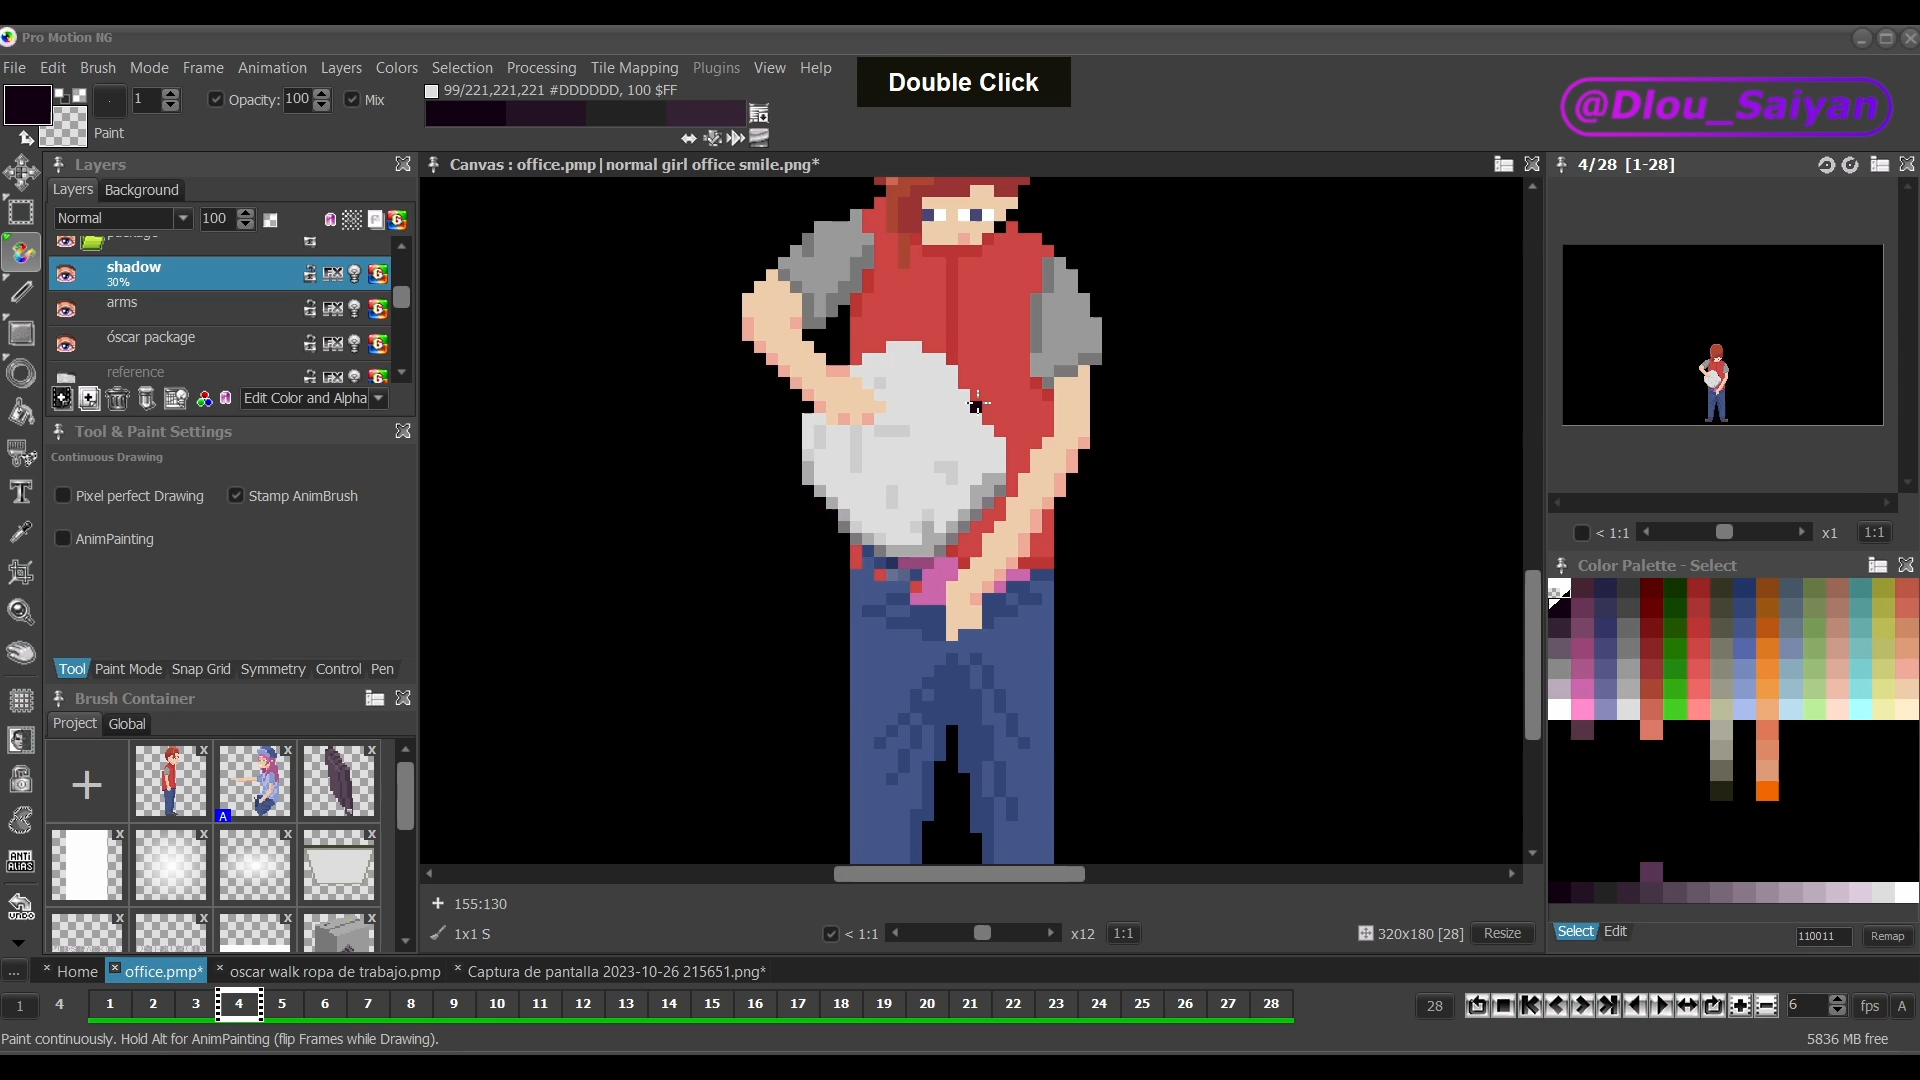 Pro Motion NG
File Edit Brush Mode Frame Animation Layers Colors Selection Processing Tile Mapping Plugins View Help
Double Click
@Dlou_Saiyan
1 Opacity: 100 Mix
99/221,221,221 #DDDDDD, 100 $FF
Paint
Layers
Layers Background
Normal 100
package
shadow
30%
arms
óscar package
reference
Edit Color and Alpha
Tool & Paint Settings
Continuous Drawing
Pixel perfect Drawing Stamp AnimBrush
AnimPainting
Tool Paint Mode Snap Grid Symmetry Control Pen
Brush Container
Project Global
A
ANTI ALIAS
UNDO
Canvas : office.pmp|normal girl office smile.png*
155:130
1x1 S
< 1:1 x12 1:1
320x180 [28] Resize
4/28 [1-28]
< 1:1 x1 1:1
Color Palette - Select
Select Edit 110011 Remap
... Home office.pmp* oscar walk ropa de trabajo.pmp Captura de pantalla 2023-10-26 215651.png*
1 4 1 2 3 4 5 6 7 8 9 10 11 12 13 14 15 16 17 18 19 20 21 22 23 24 25 26 27 28 28 6 fps A
Paint continuously. Hold Alt for AnimPainting (flip Frames while Drawing).
5836 MB free